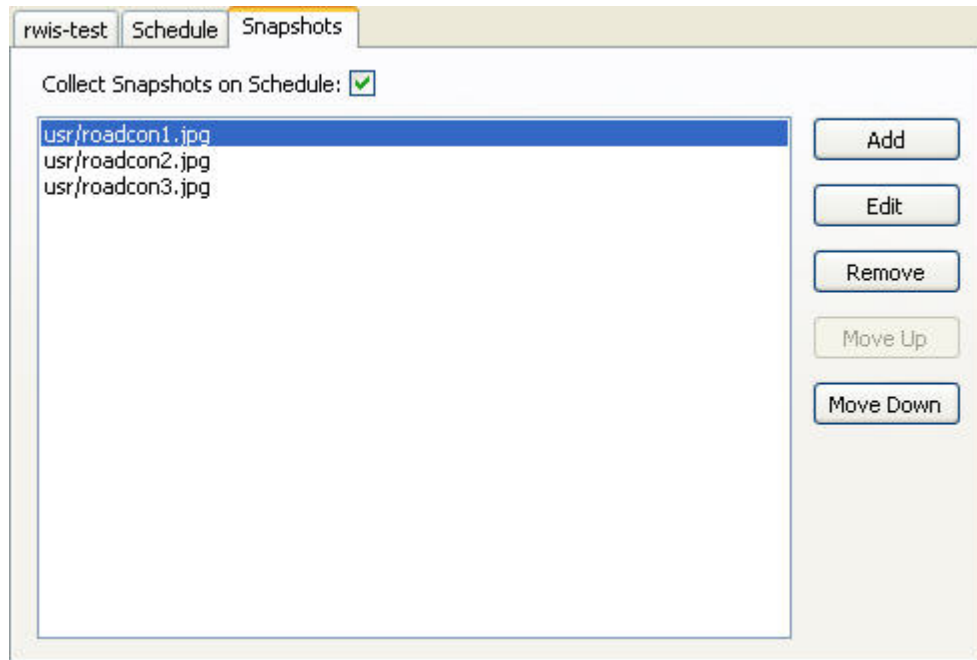 rwis-test Schedule Snapshots
Collect Snapshots on Schedule:
usr/roadcon1.jpg
usr/roadcon2.jpg
usr/roadcon3.jpg
Add
Edit
Remove
Move Up
Move Down